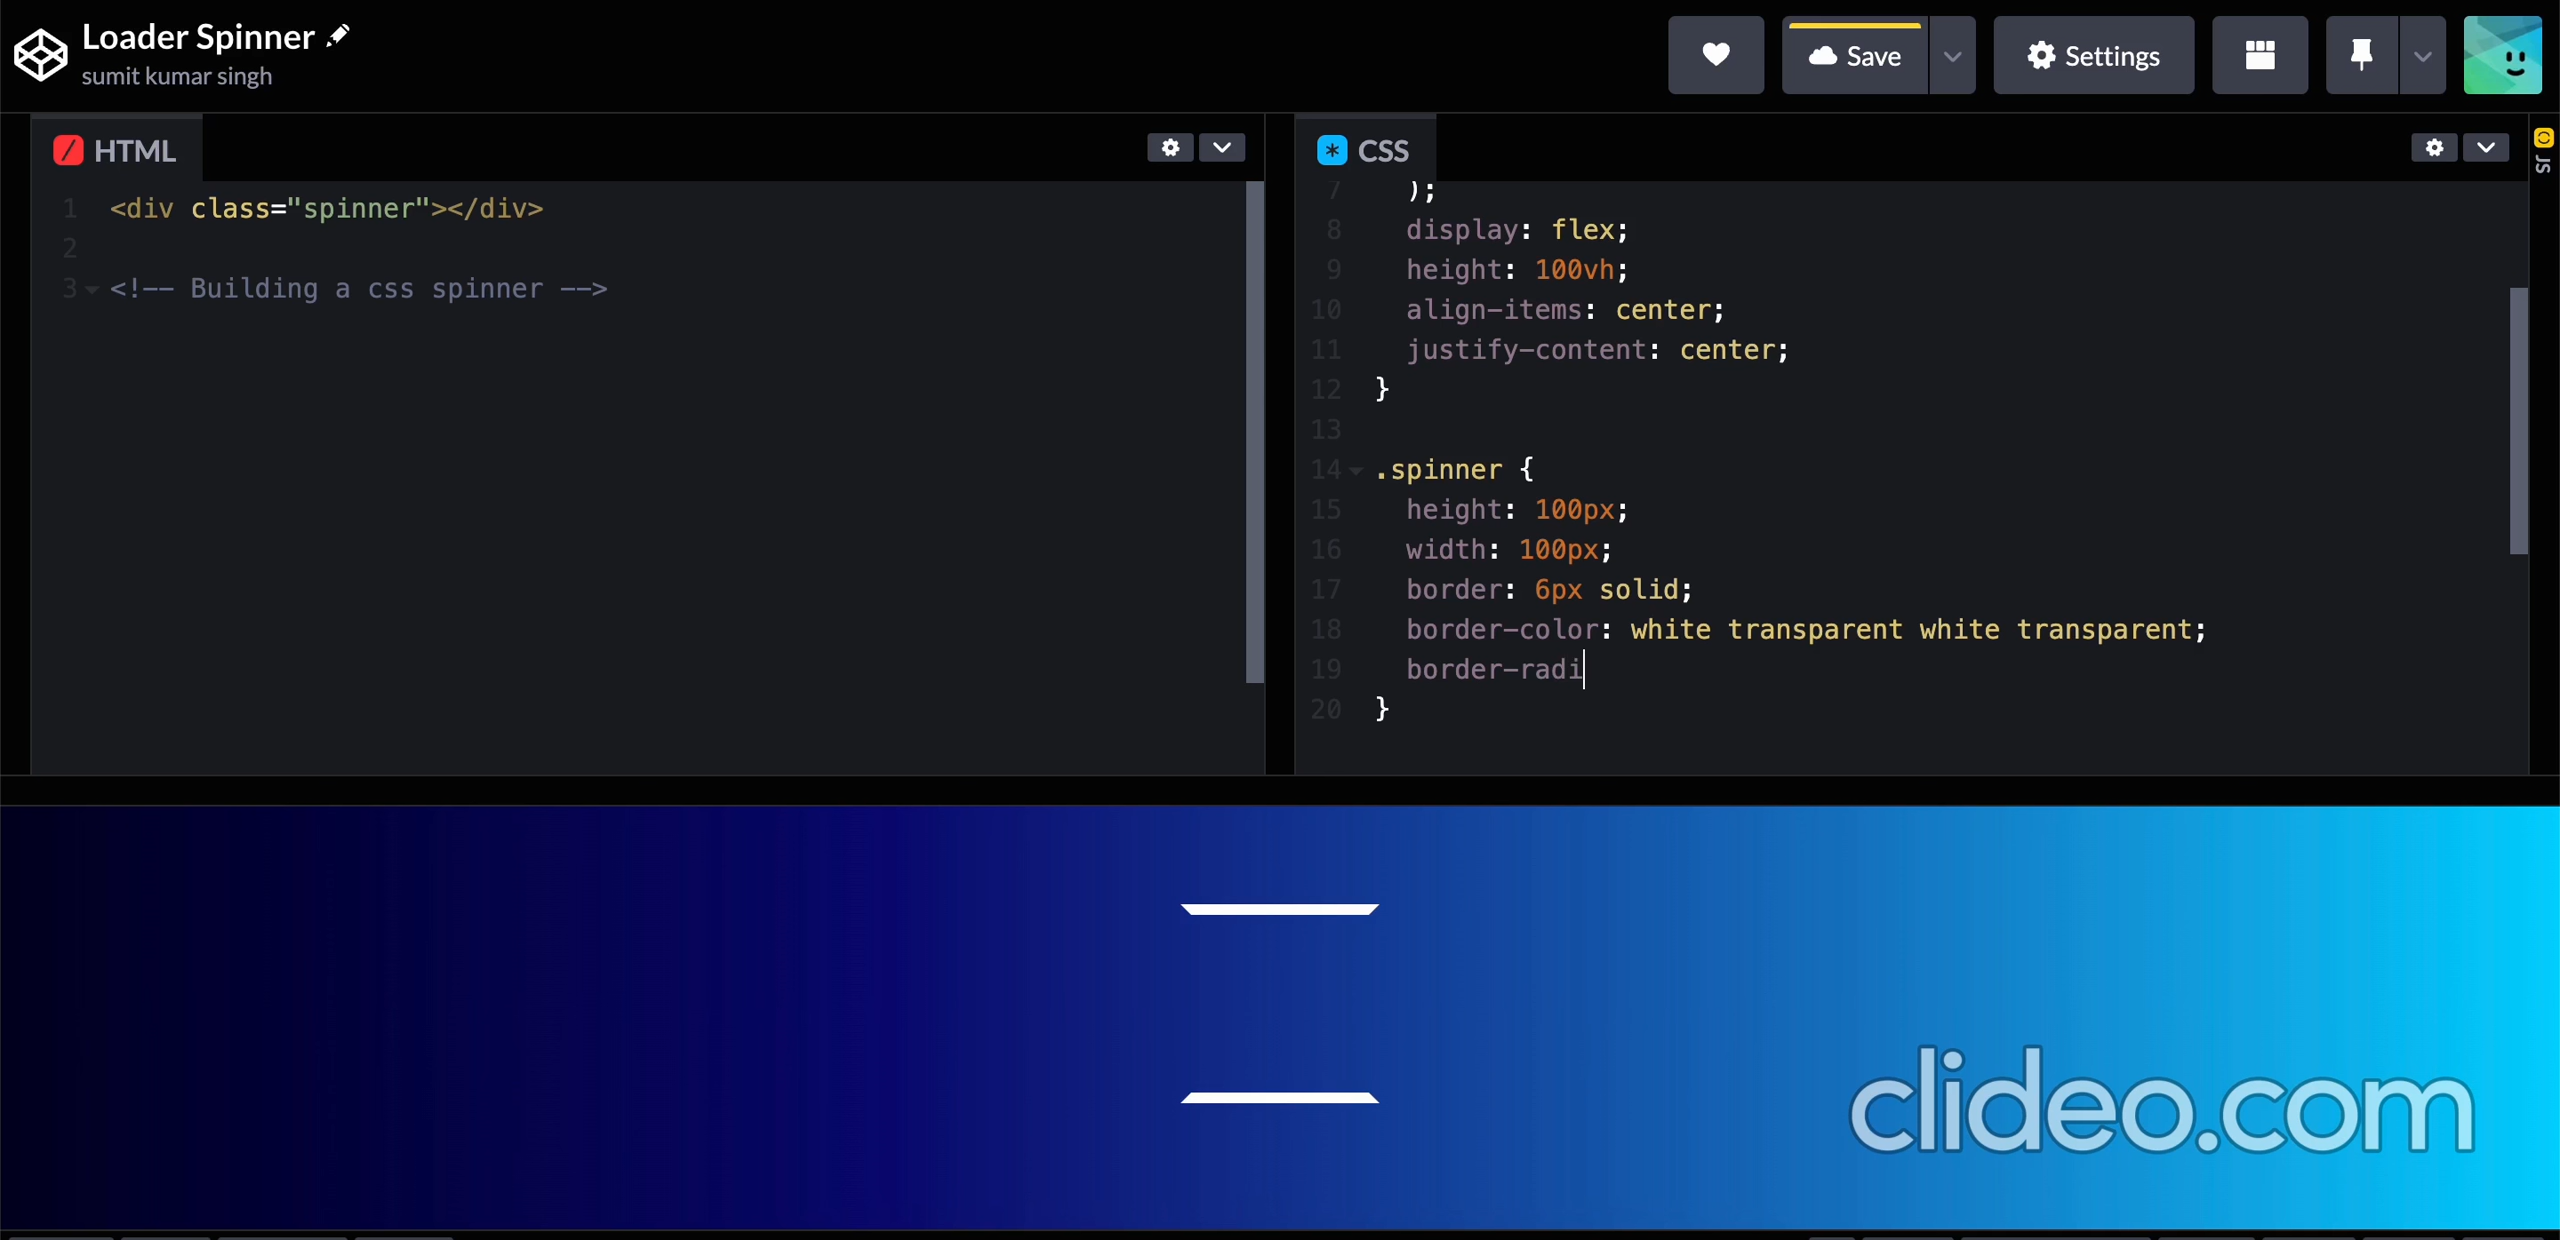 Loader Spinner
sumit kumar singh
Save
Settings
HTML
1 <div class="spinner"></div>
2
3 <!-- Building a css spinner -->
CSS
JS
7 );
8 display: flex;
9 height: 100vh;
10 align-items: center;
11 justify-content: center;
12 }
13
14 .spinner {
15 height: 100px;
16 width: 100px;
17 border: 6px solid;
18 border-color: white transparent white transparent;
19 border-radi
20 }
clideo.com